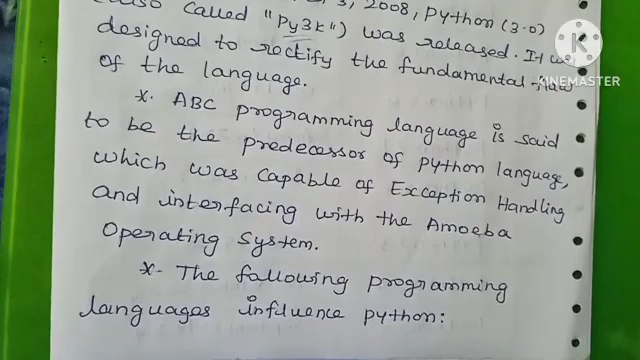 also called "Py3k") was released. It w
designed to rectify the fundamental flaw
of the language.
*. ABC programming language is said
to be the predecessor of python language,
which was capable of Exception Handling
and interfacing with the Amoeba
Operating System.
*. The following programming
languages influence python:
3, 2008, Python (3.0)
KINEMASTER